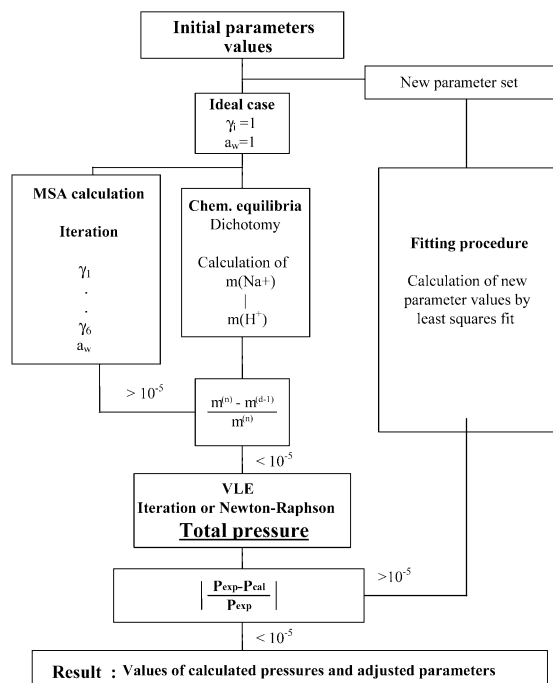 Initial parameters
values
New parameter set
Ideal case
γi =1
aw=1
MSA calculation
Iteration
γ1
.
.
γ6
aw
Chem. equilibria
Dichotomy
Calculation of
m(Na+)
|
m(H+)
Fitting procedure
Calculation of new
parameter values by
least squares fit
> 10-5
m(n) - m(d-1)
m(n)
< 10-5
VLE
Iteration or Newton-Raphson
Total pressure
| Pexp-Pcal |
Pexp
>10-5
< 10-5
Result : Values of calculated pressures and adjusted parameters